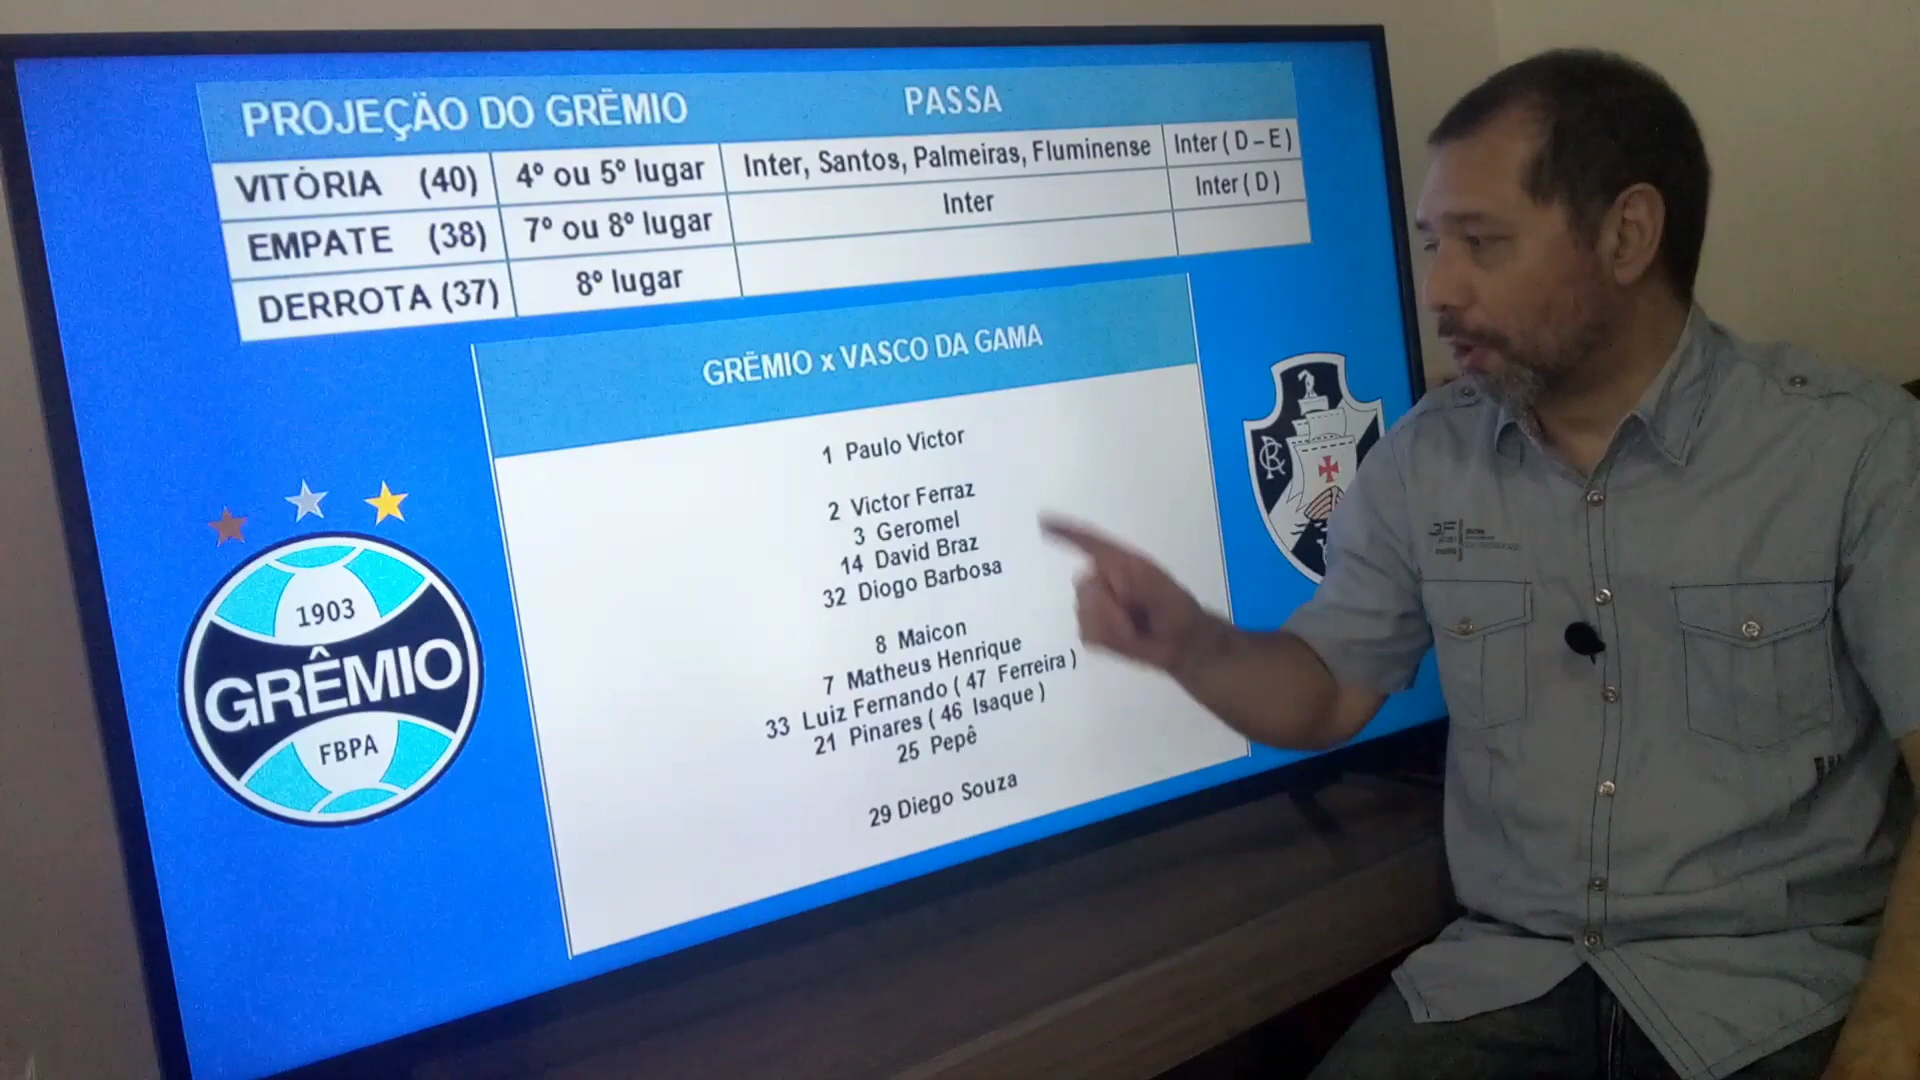 PROJEÇÃO DO GRÊMIO PASSA
VITÓRIA (40) 4º ou 5º lugar Inter, Santos, Palmeiras, Fluminense Inter ( D – E )
EMPATE (38) 7º ou 8º lugar Inter Inter ( D )
DERROTA (37) 8º lugar
GRÊMIO x VASCO DA GAMA
1 Paulo Victor
2 Victor Ferraz
3 Geromel
14 David Braz
32 Diogo Barbosa
8 Maicon
7 Matheus Henrique
33 Luiz Fernando ( 47 Ferreira )
21 Pinares ( 46 Isaque )
25 Pepê
29 Diego Souza
1903
GRÊMIO
FBPA